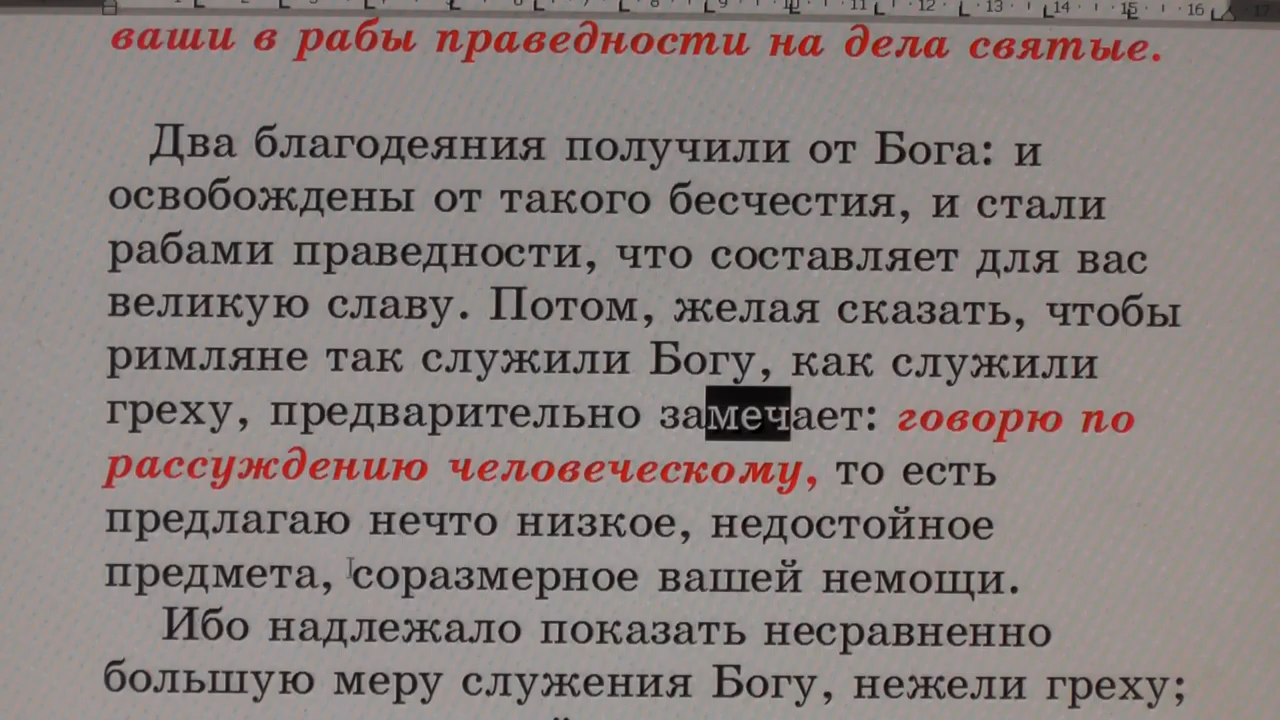 ваши в рабы праведности на дела святые.
Два благодеяния получили от Бога: и
освобождены от такого бесчестия, и стали
рабами праведности, что составляет для вас
великую славу. Потом, желая сказать, чтобы
римляне так служили Богу, как служили
греху, предварительно замечает: говорю по
рассуждению человеческому, то есть
предлагаю нечто низкое, недостойное
предмета, соразмерное вашей немощи.
Ибо надлежало показать несравненно
большую меру служения Богу, нежели греху;